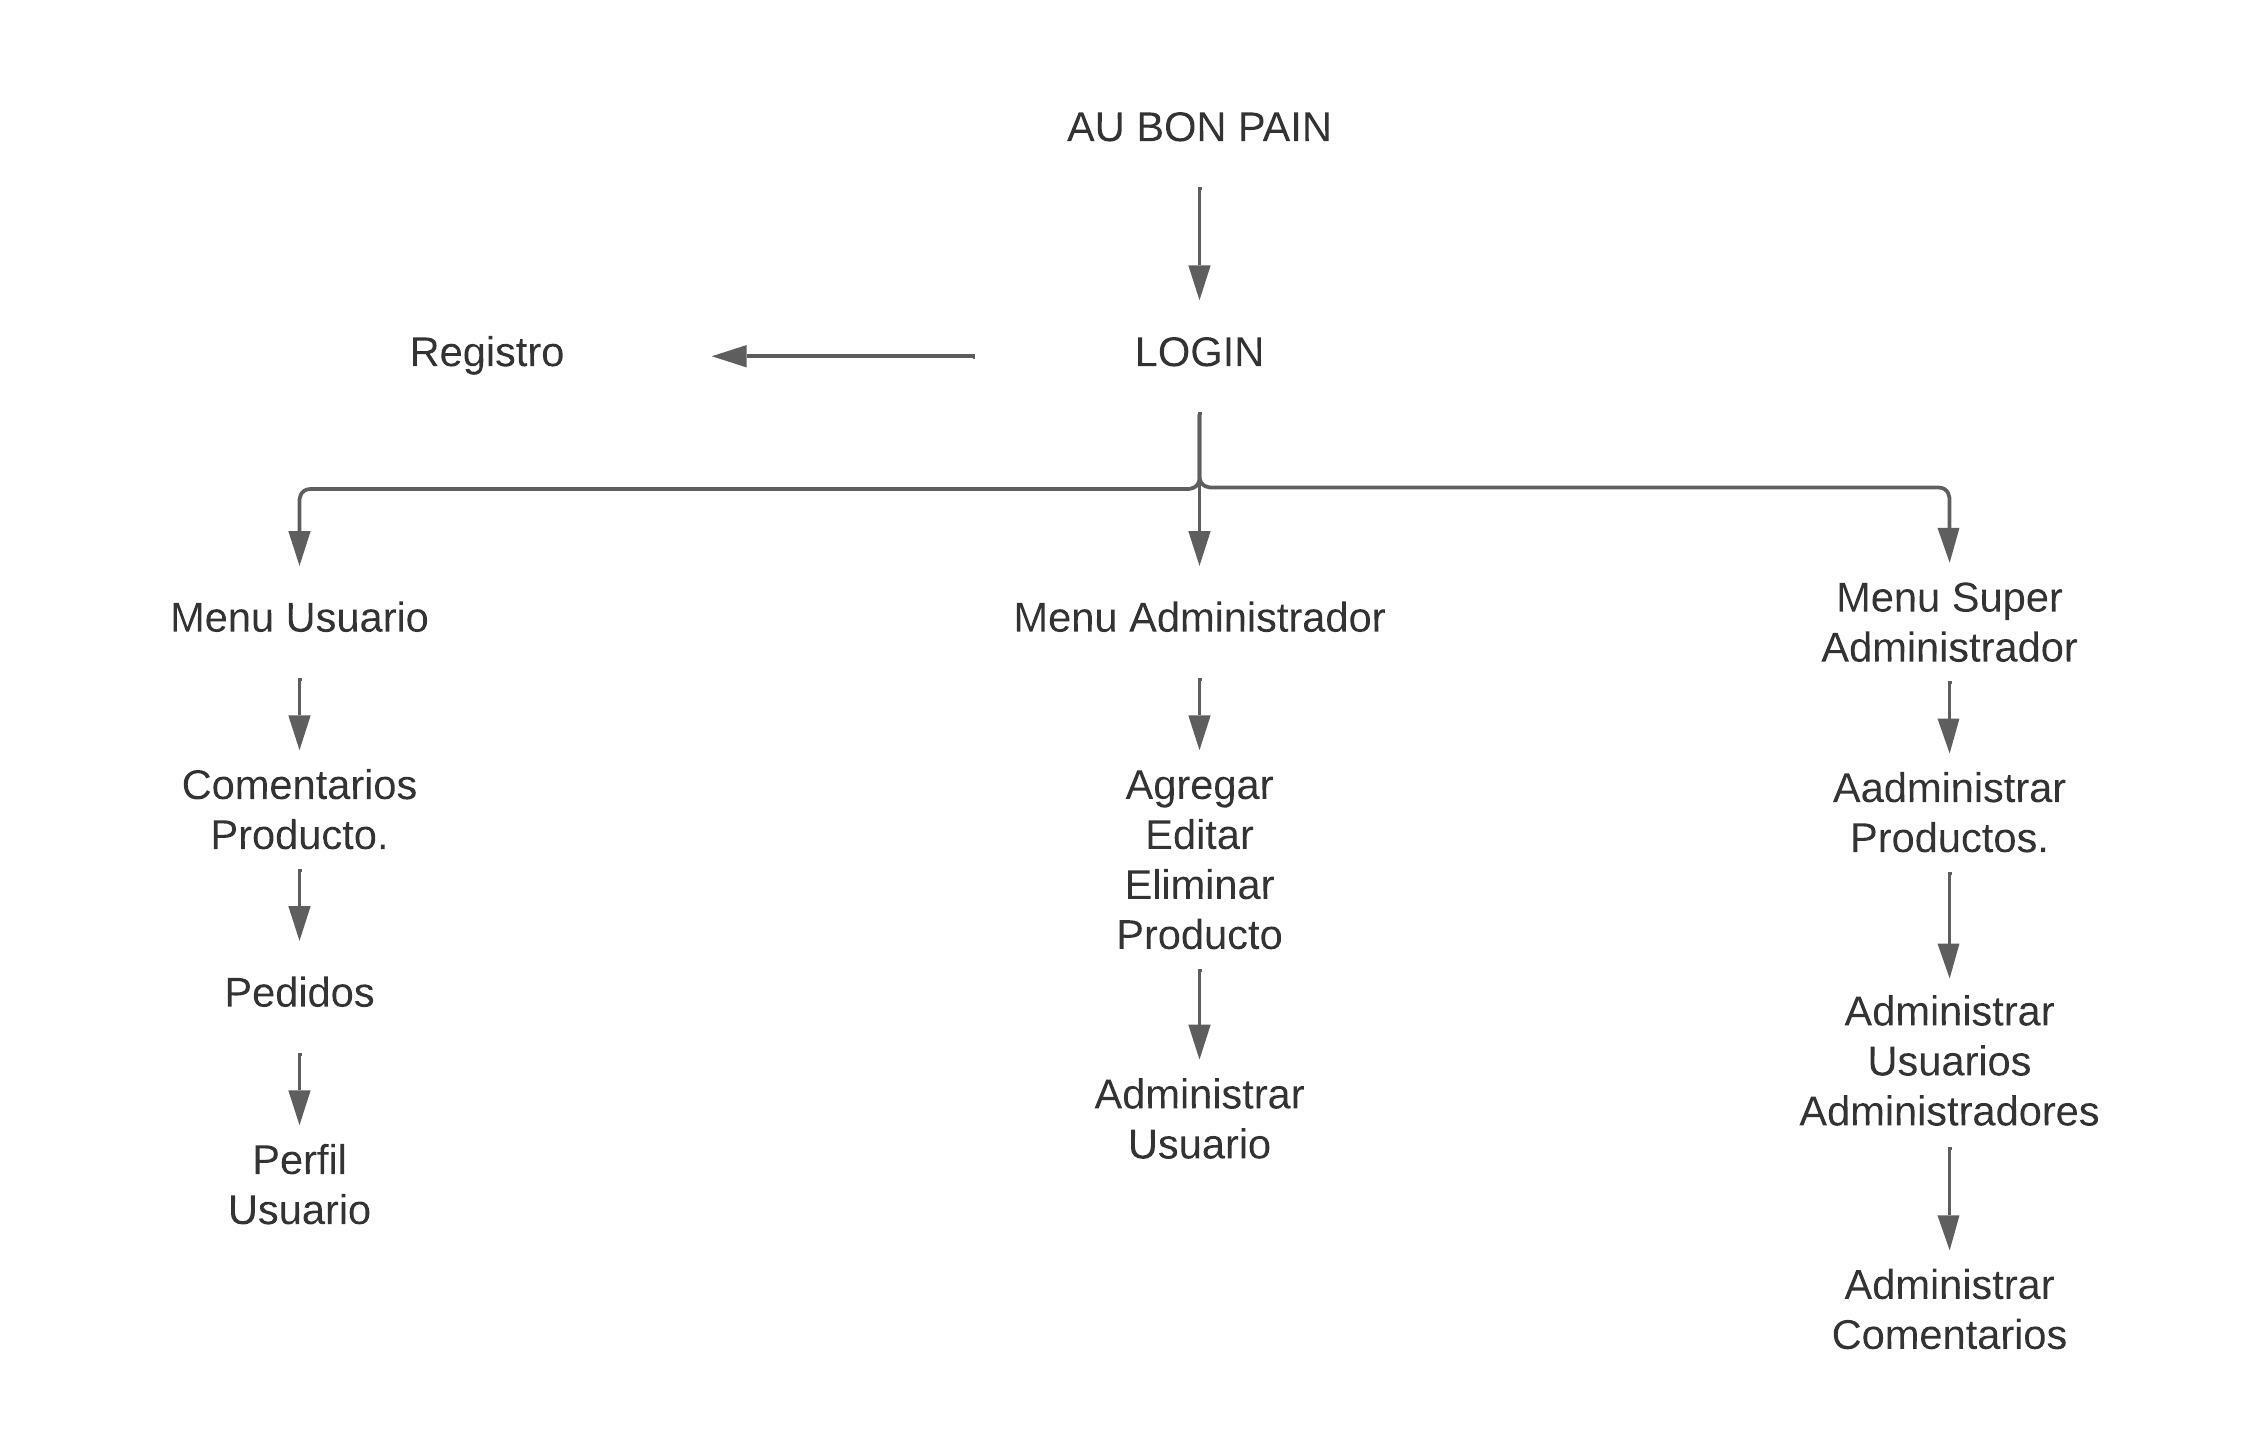 AU BON PAIN
Registro
LOGIN
Menu Usuario
Comentarios
Producto.
Pedidos
Perfil
Usuario
Menu Administrador
Agregar
Editar
Eliminar
Producto
Administrar
Usuario
Menu Super
Administrador
Aadministrar
Productos.
Administrar
Usuarios
Administradores
Administrar
Comentarios